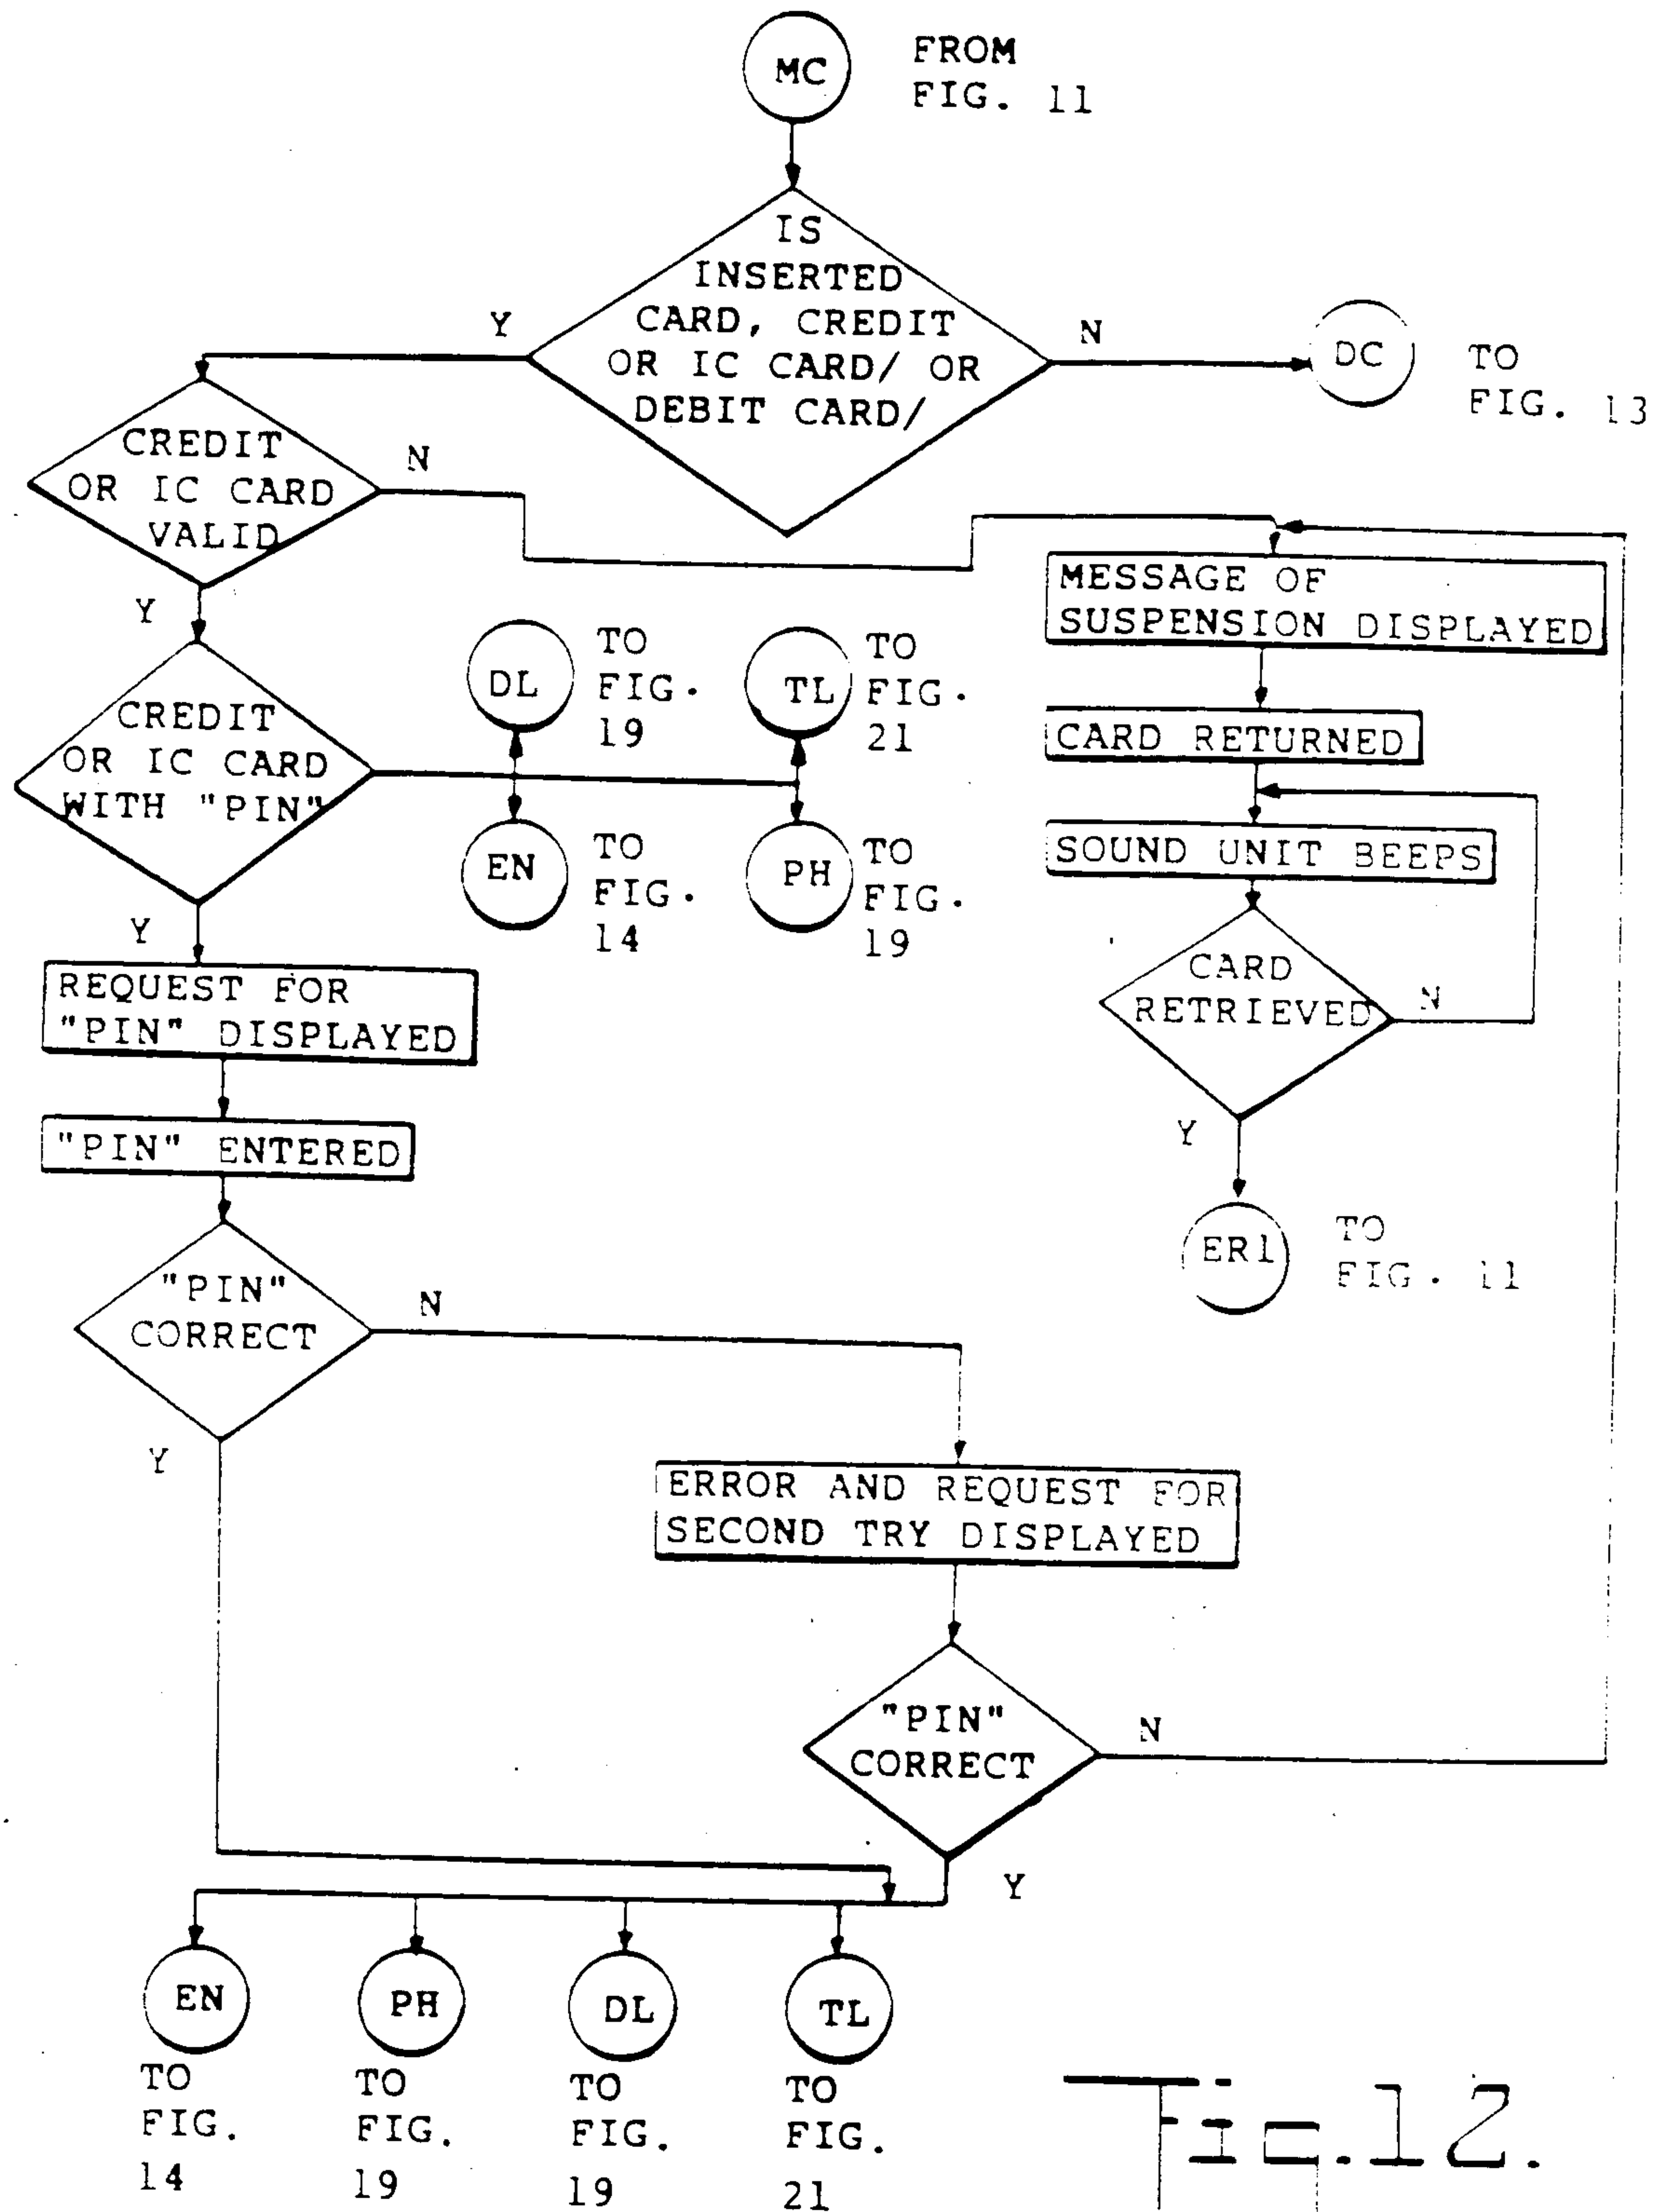 MC
FROM
FIG. 11
IS
INSERTED
CARD, CREDIT
OR IC CARD/ OR
DEBIT CARD/
Y
N
DC
TO
FIG. 13
CREDIT
OR IC CARD
VALID
N
Y
MESSAGE OF
SUSPENSION DISPLAYED
CARD RETURNED
SOUND UNIT BEEPS
CARD
RETRIEVED
N
Y
ER1
TO
FIG. 11
DL
TO
FIG.
19
TL
TO
FIG.
21
CREDIT
OR IC CARD
WITH "PIN"
EN
TO
FIG.
14
PH
TO
FIG.
19
Y
REQUEST FOR
"PIN" DISPLAYED
"PIN" ENTERED
"PIN"
CORRECT
N
Y
ERROR AND REQUEST FOR
SECOND TRY DISPLAYED
"PIN"
CORRECT
N
Y
EN
TO
FIG.
14
PH
TO
FIG.
19
DL
TO
FIG.
19
TL
TO
FIG.
21
Fig.12.